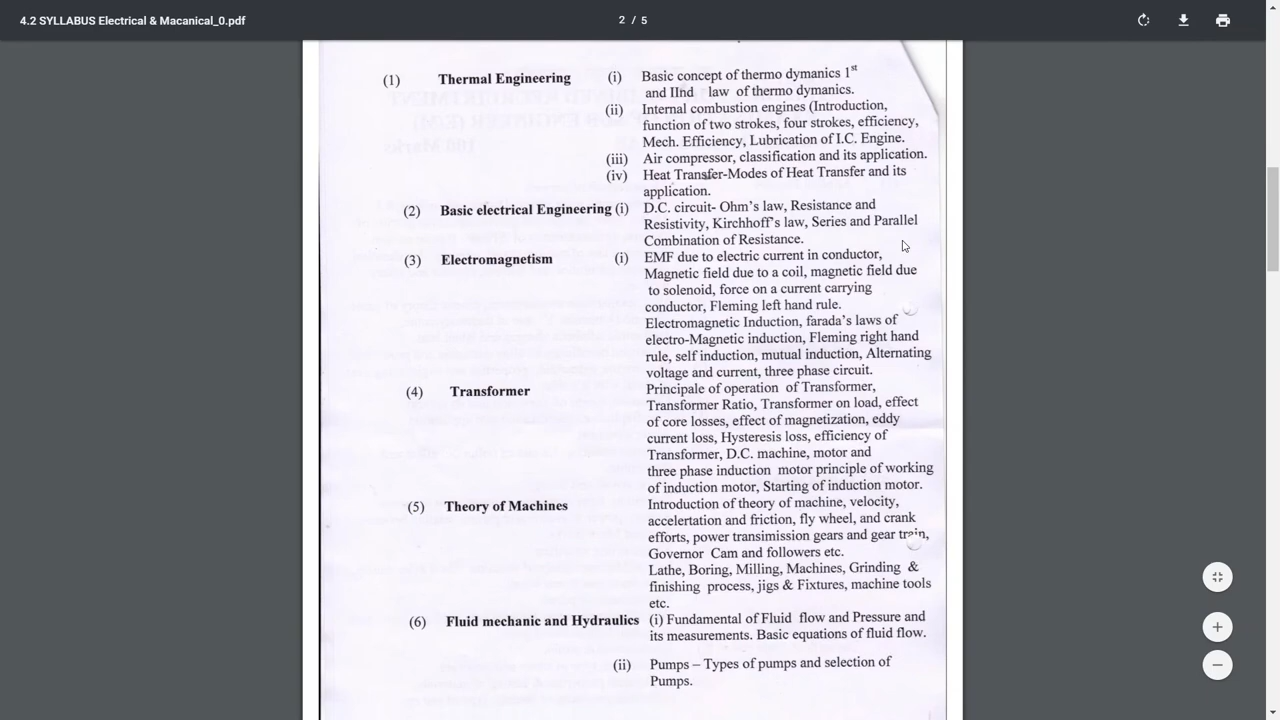 4.2 SYLLABUS Electrical & Macanical_0.pdf
2 / 5
(1) Thermal Engineering (i) Basic concept of thermo dymanics 1st
and IInd law of thermo dymanics.
(ii) Internal combustion engines (Introduction,
function of two strokes, four strokes, efficiency,
Mech. Efficiency, Lubrication of I.C. Engine.
(iii) Air compressor, classification and its application.
(iv) Heat Transfer-Modes of Heat Transfer and its
application.
(2) Basic electrical Engineering (i) D.C. circuit- Ohm's law, Resistance and
Resistivity, Kirchhoff's law, Series and Parallel
Combination of Resistance.
(3) Electromagnetism (i) EMF due to electric current in conductor,
Magnetic field due to a coil, magnetic field due
to solenoid, force on a current carrying
conductor, Fleming left hand rule.
Electromagnetic Induction, farada's laws of
electro-Magnetic induction, Fleming right hand
rule, self induction, mutual induction, Alternating
voltage and current, three phase circuit.
(4) Transformer Principale of operation of Transformer,
Transformer Ratio, Transformer on load, effect
of core losses, effect of magnetization, eddy
current loss, Hysteresis loss, efficiency of
Transformer, D.C. machine, motor and
three phase induction motor principle of working
of induction motor, Starting of induction motor.
(5) Theory of Machines Introduction of theory of machine, velocity,
accelertation and friction, fly wheel, and crank
efforts, power transimission gears and gear train,
Governor Cam and followers etc.
Lathe, Boring, Milling, Machines, Grinding &
finishing process, jigs & Fixtures, machine tools
etc.
(6) Fluid mechanic and Hydraulics (i) Fundamental of Fluid flow and Pressure and
its measurements. Basic equations of fluid flow.
(ii) Pumps – Types of pumps and selection of
Pumps.